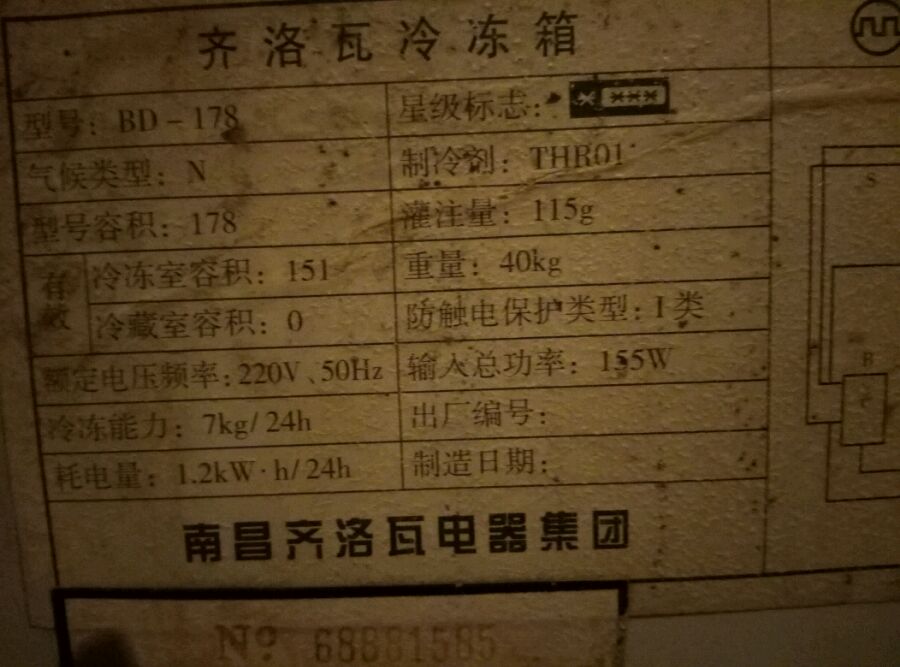 齐洛瓦冷冻箱
型号：BD－178
星级标志：
气候类型：N
制冷剂：THR01
型号容积：178
灌注量：115g
有效
冷冻室容积：151
重量：40kg
冷藏室容积：0
防触电保护类型：I类
额定电压频率：220V、50Hz
输入总功率：155W
冷冻能力：7kg/24h
出厂编号：
耗电量：1.2kW·h/24h
制造日期：
南昌齐洛瓦电器集团
S
B
C
Nº 68881585